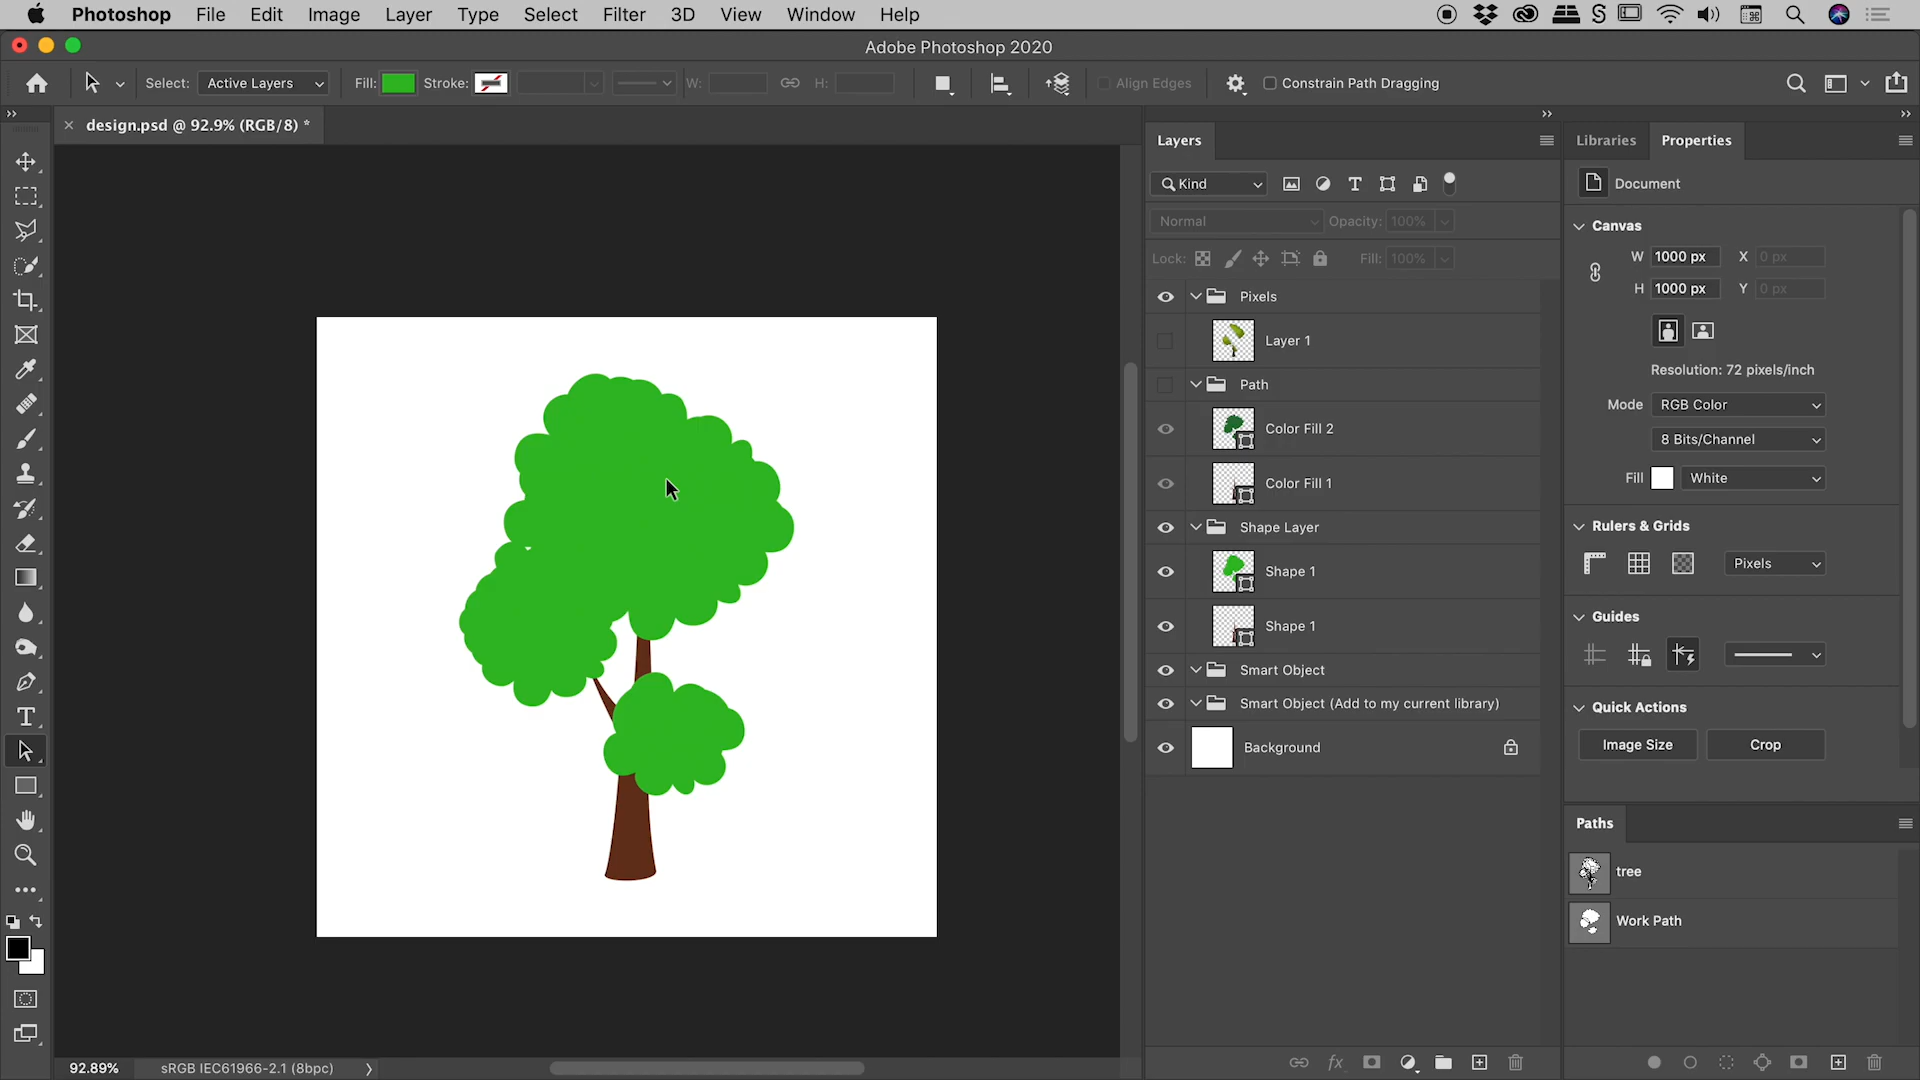 Photoshop File Edit Image Layer Type Select Filter 3D View Window Help
Adobe Photoshop 2020
Select: Active Layers Fill: Stroke: W: H: Align Edges Constrain Path Dragging
design.psd @ 92.9% (RGB/8) *
Layers
Kind
Normal Opacity: 100%
Lock: Fill: 100%
Pixels
Layer 1
Path
Color Fill 2
Color Fill 1
Shape Layer
Shape 1
Shape 1
Smart Object
Smart Object (Add to my current library)
Background
Libraries Properties
Document
Canvas
W 1000 px X 0 px
H 1000 px Y 0 px
Resolution: 72 pixels/inch
Mode RGB Color
8 Bits/Channel
Fill White
Rulers & Grids
Pixels
Guides
Quick Actions
Image Size Crop
Paths
tree
Work Path
92.89% sRGB IEC61966-2.1 (8bpc)